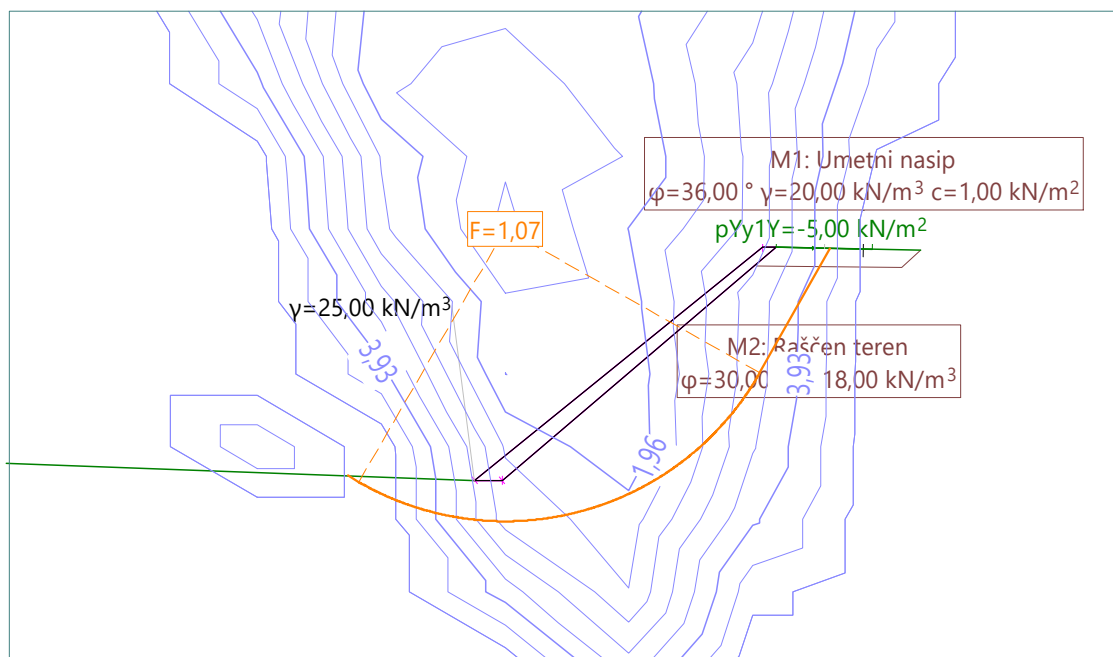 M1: Umetni nasip
φ=36,00 ° γ=20,00 kN/m³ c=1,00 kN/m²
F=1,07
pYy1Y=-5,00 kN/m²
γ=25,00 kN/m³
3,93
M2: Raščen teren
φ=30,00 18,00 kN/m³
3,93
-1,96